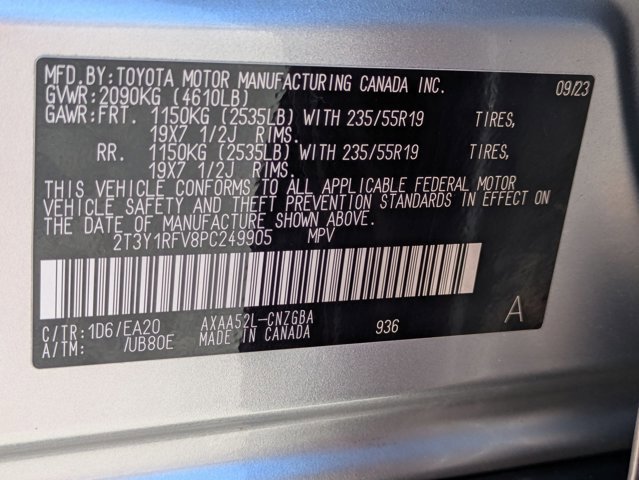 MFD.BY:TOYOTA MOTOR MANUFACTURING CANADA INC. 09/23
GVWR:2090KG (4610LB)
GAWR:FRT. 1150KG (2535LB) WITH 235/55R19 TIRES,
19X7 1/2J RIMS.
RR. 1150KG (2535LB) WITH 235/55R19 TIRES,
19X7 1/2J RIMS.
THIS VEHICLE CONFORMS TO ALL APPLICABLE FEDERAL MOTOR
VEHICLE SAFETY AND THEFT PREVENTION STANDARDS IN EFFECT ON
THE DATE OF MANUFACTURE SHOWN ABOVE.
2T3Y1RFV8PC249905 MPV
C/TR:1D6/EA20 AXAA52L-CNZGBA A
A/TM: /UB80E MADE IN CANADA 936